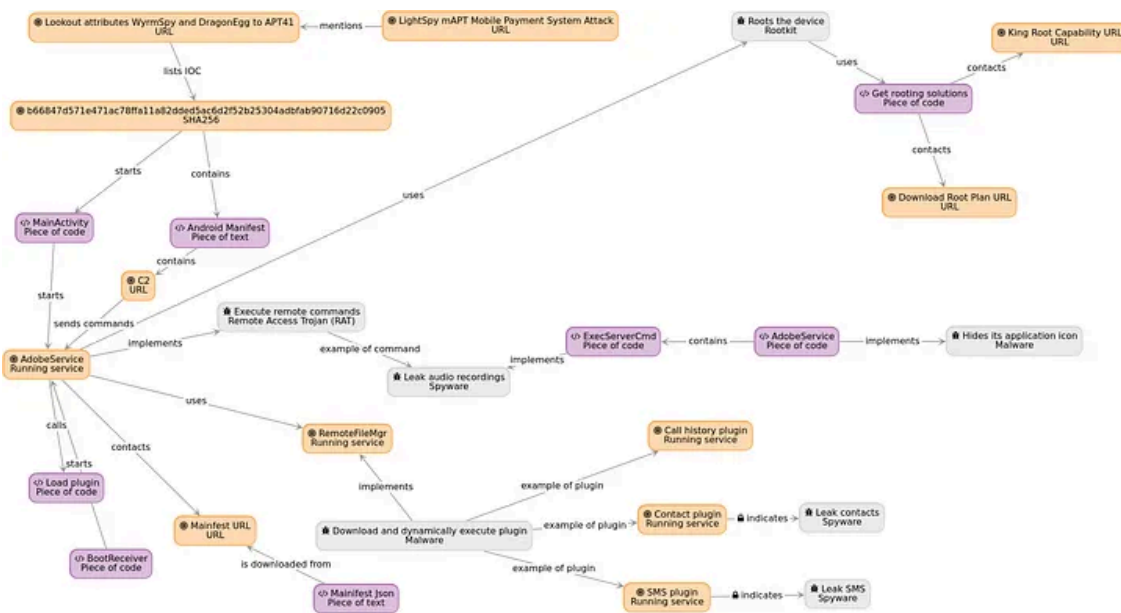 Lookout attributes WyrmSpy and DragonEgg to APT41
URL
mentions
LightSpy mAPT Mobile Payment System Attack
URL
Roots the device
Rootkit
King Root Capability URL
URL
lists IOC
uses
contacts
</> Get rooting solutions
Piece of code
b66847d571e471ac78ffa11a82dded5ac6d2f52b25304adbfab90716d22c0905
SHA256
contacts
starts
contains
uses
Download Root Plan URL
URL
</> MainActivity
Piece of code
</> Android Manifest
Piece of text
contains
C2
URL
starts
sends commands
Execute remote commands
Remote Access Trojan (RAT)
implements
example of command
</> ExecServerCmd
Piece of code
contains
</> AdobeService
Piece of code
implements
Hides its application icon
Malware
AdobeService
Running service
implements
Leak audio recordings
Spyware
uses
calls
contacts
RemoteFileMgr
Running service
Call history plugin
Running service
starts
</> Load plugin
Piece of code
implements
example of plugin
Mainfest URL
URL
Download and dynamically execute plugin
Malware
example of plugin
Contact plugin
Running service
indicates
Leak contacts
Spyware
</> BootReceiver
Piece of code
is downloaded from
example of plugin
</> Mainifest Json
Piece of text
SMS plugin
Running service
indicates
Leak SMS
Spyware